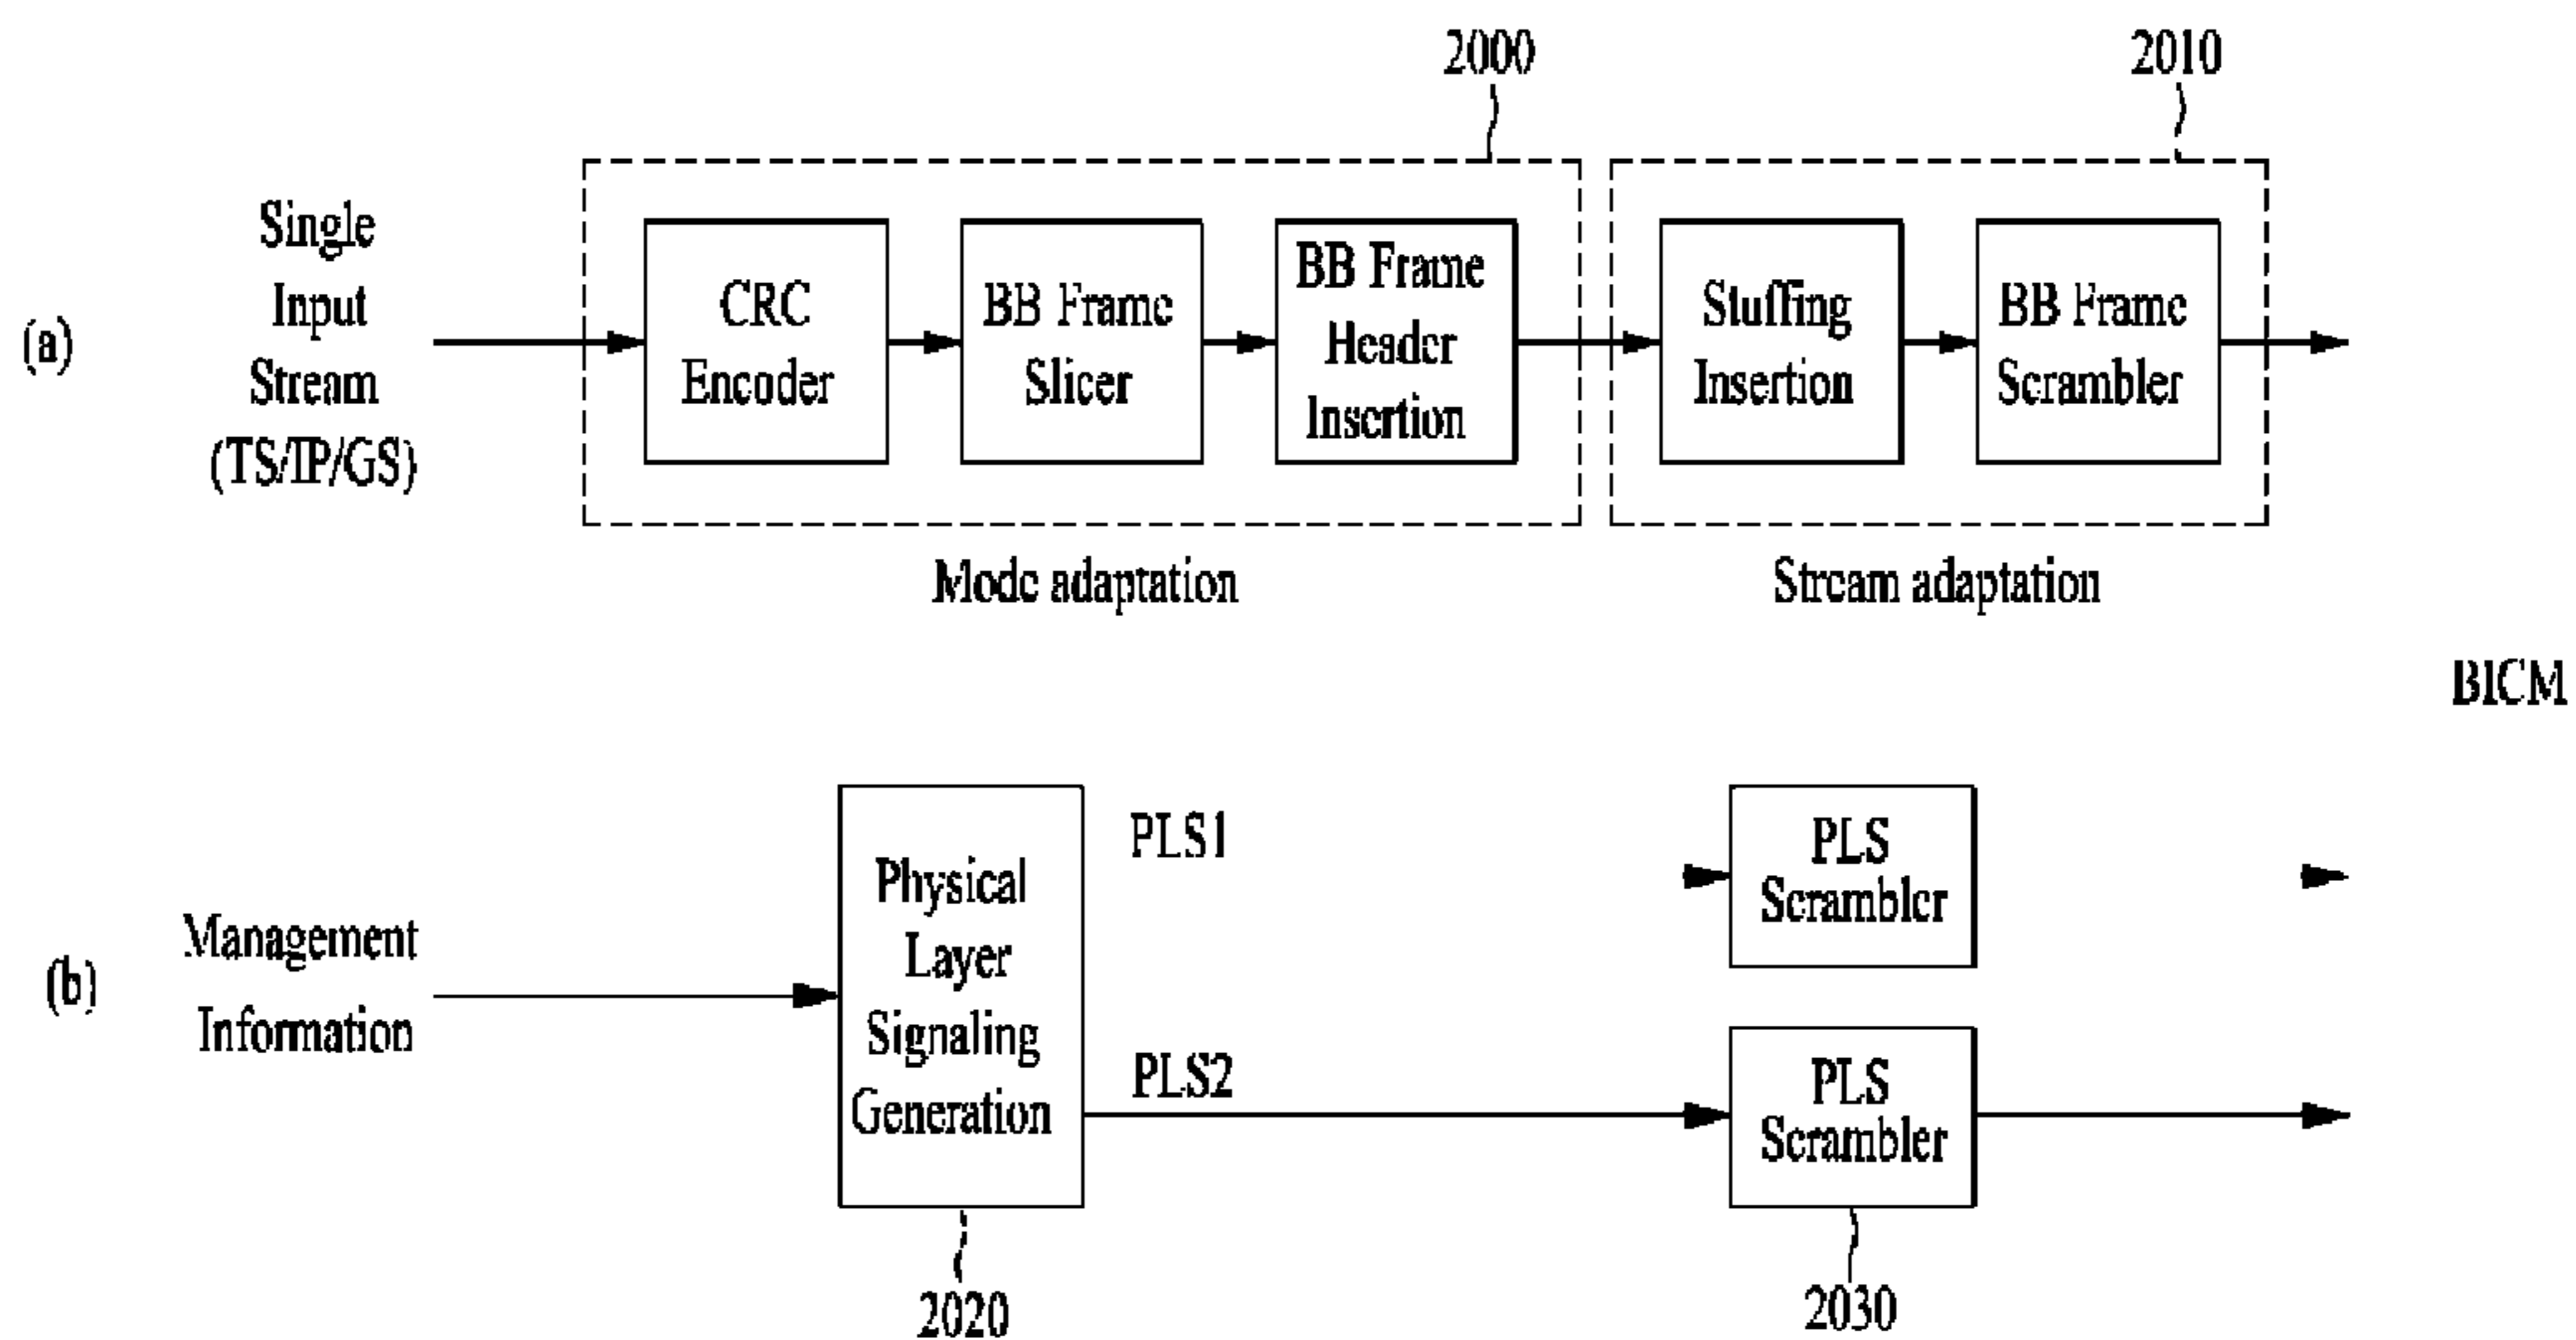 2000
2010
(a)
Single
Input
Stream
(TS/IP/GS)
CRC
Encoder
BB Frame
Slicer
BB Frame
Header
Insertion
Stuffing
Insertion
BB Frame
Scrambler
Mode adaptation
Stream adaptation
BICM
(b)
Management
Information
Physical
Layer
Signaling
Generation
PLS1
PLS2
PLS
Scrambler
PLS
Scrambler
2020
2030